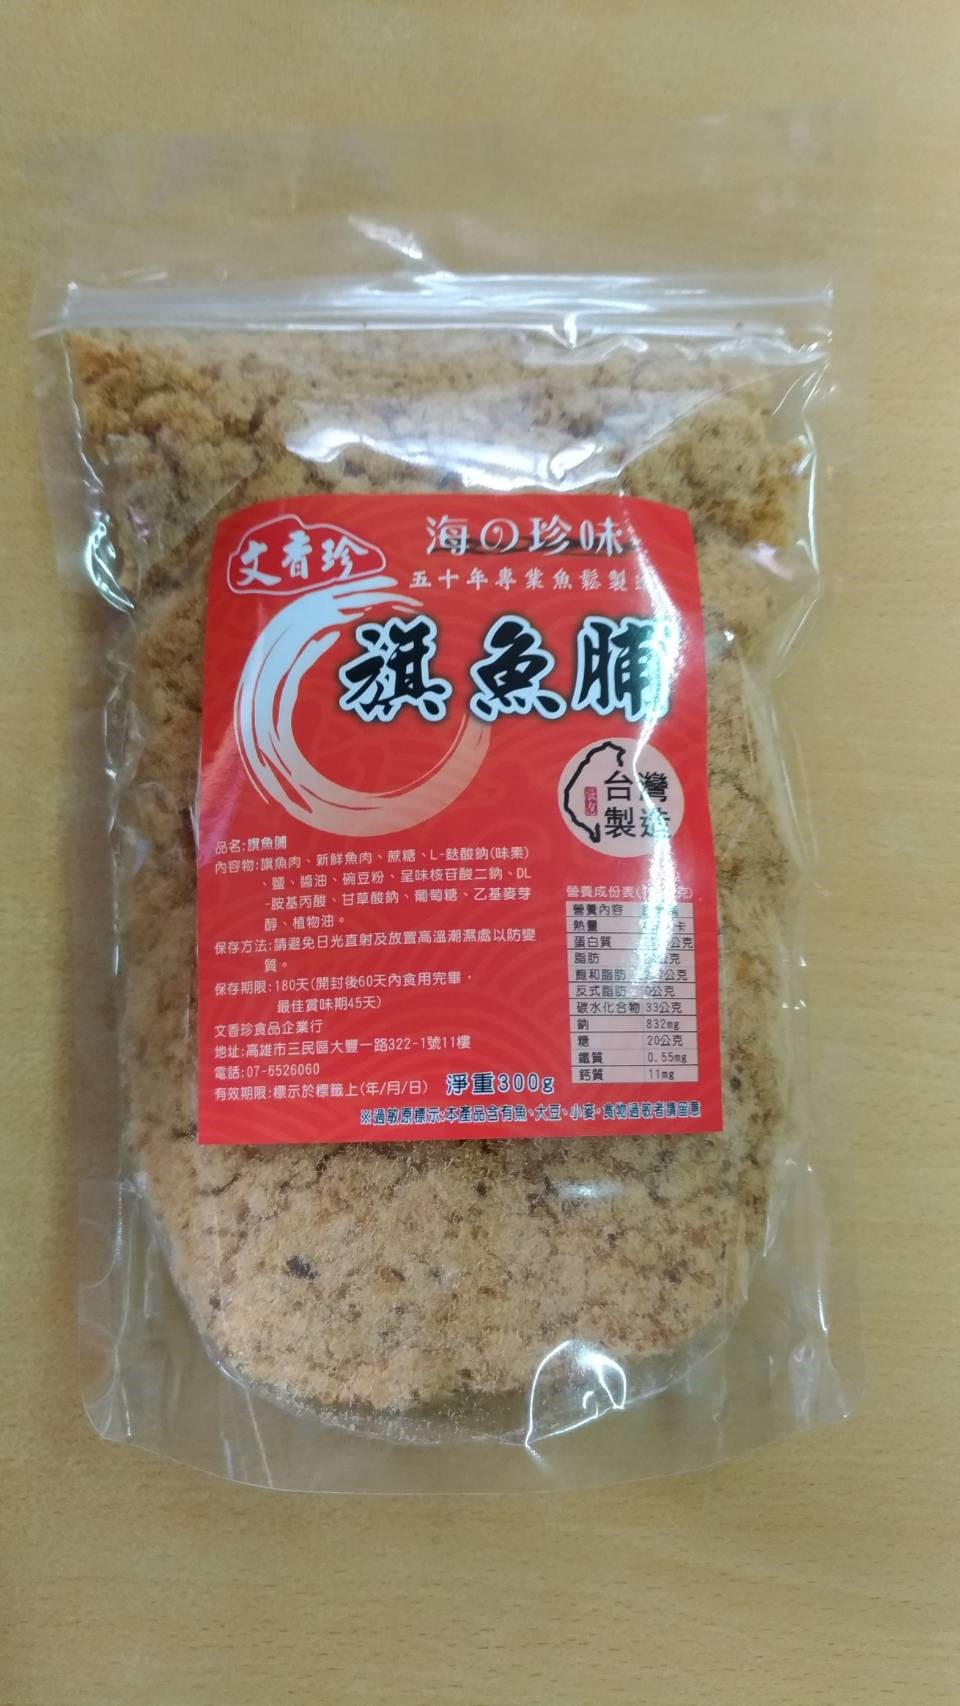 文香珍
海の珍味
五十年專業魚鬆製造
旗魚脯
台灣
製造
品名:旗魚脯
內容物:旗魚肉、新鮮魚肉、蔗糖、L-麩酸鈉(味素)
、鹽、醬油、碗豆粉、呈味核苷酸二鈉、DL
-胺基丙酸、甘草酸鈉、葡萄糖、乙基麥芽
醇、植物油。
保存方法:請避免日光直射及放置高溫潮濕處以防變
質。
保存期限:180天(開封後60天內食用完畢,
最佳賞味期45天)
文香珍食品企業行
地址:高雄市三民區大豐一路322-1號11樓
電話:07-6526060
有效期限:標示於標籤上(年/月/日)
淨重300g
營養成份表(
營養內容
熱量
蛋白質 公克
脂肪 公克
飽和脂肪 公克
反式脂肪 0公克
碳水化合物 33公克
鈉 832mg
糖 20公克
鐵質 0.55mg
鈣質 11mg
※過敏原標示:本產品含有魚、大豆、小麥,食物過敏者請留意